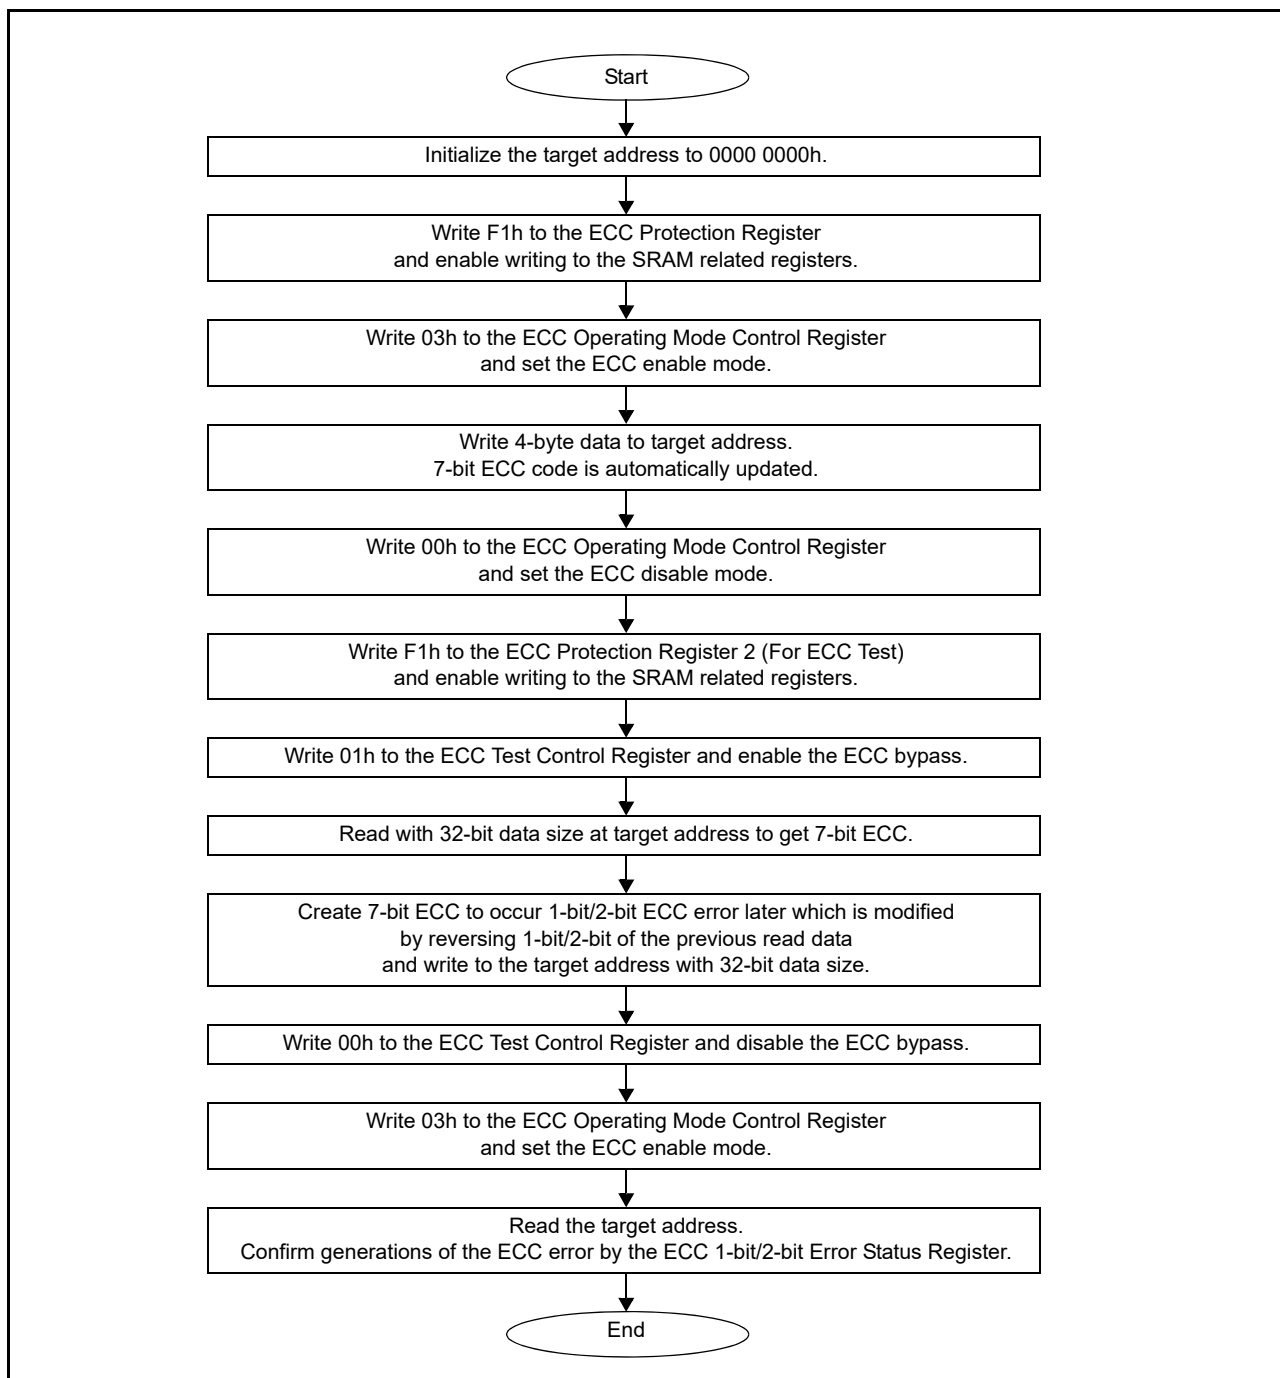 Start
Initialize the target address to 0000 0000h.
Write F1h to the ECC Protection Register
and enable writing to the SRAM related registers.
Write 03h to the ECC Operating Mode Control Register
and set the ECC enable mode.
Write 4-byte data to target address.
7-bit ECC code is automatically updated.
Write 00h to the ECC Operating Mode Control Register
and set the ECC disable mode.
Write F1h to the ECC Protection Register 2 (For ECC Test)
and enable writing to the SRAM related registers.
Write 01h to the ECC Test Control Register and enable the ECC bypass.
Read with 32-bit data size at target address to get 7-bit ECC.
Create 7-bit ECC to occur 1-bit/2-bit ECC error later which is modified
by reversing 1-bit/2-bit of the previous read data
and write to the target address with 32-bit data size.
Write 00h to the ECC Test Control Register and disable the ECC bypass.
Write 03h to the ECC Operating Mode Control Register
and set the ECC enable mode.
Read the target address.
Confirm generations of the ECC error by the ECC 1-bit/2-bit Error Status Register.
End